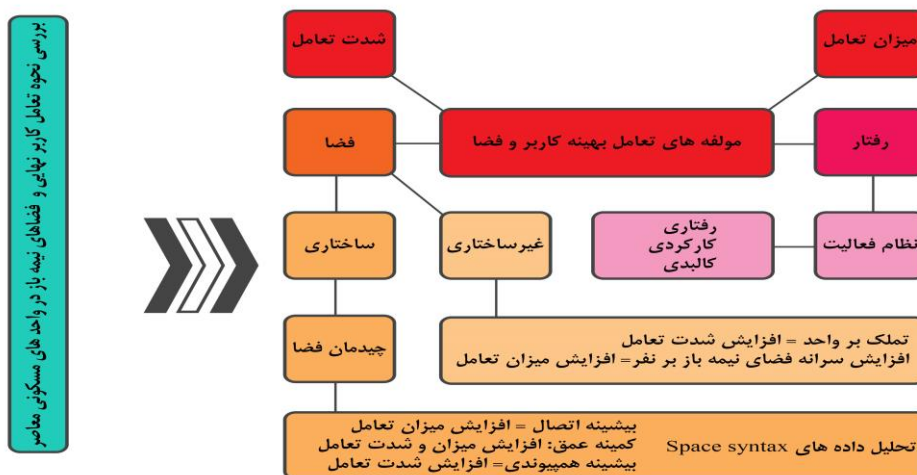 بررسی نحوه تعامل کاربر نهایی و فضاهای نیمه باز در واحد های مسکونی معاصر
میزان تعامل
شدت تعامل
رفتار
مولفه های تعامل بهینه کاربر و فضا
فضا
نظام فعالیت
رفتاری
کارکردی
کالبدی
غیرساختاری
ساختاری
تملک بر واحد = افزایش شدت تعامل
افزایش سرانه فضای نیمه باز بر نفر= افزایش میزان تعامل
چیدمان فضا
تحلیل داده های Space syntax
بیشینه اتصال = افزایش میزان تعامل
کمینه عمق: افزایش میزان و شدت تعامل
بیشینه همپیوندی= افزایش شدت تعامل